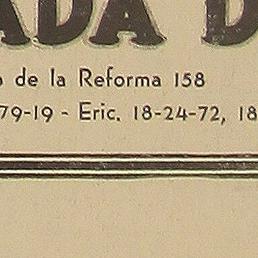 ADA D
de la Reforma 158
79-19 - Eric. 18-24-72, 18